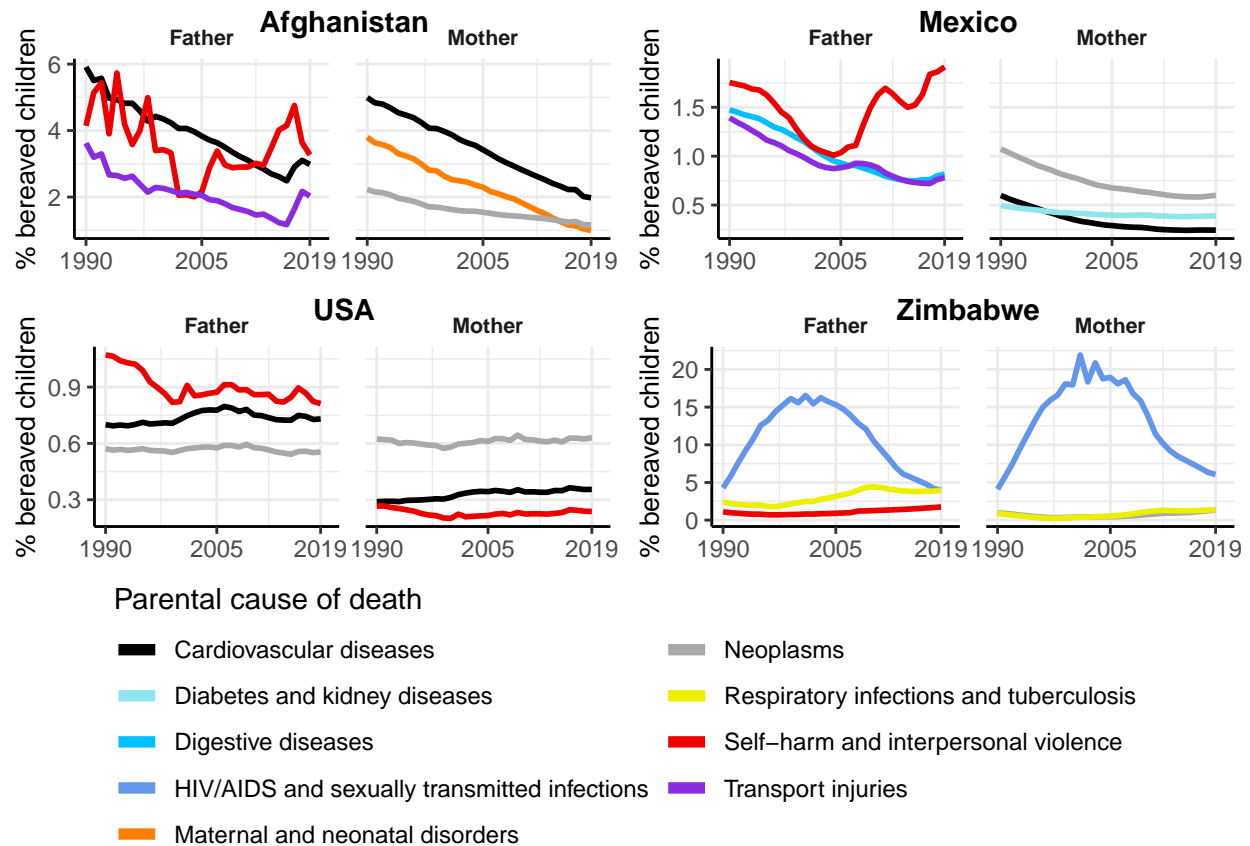 Afghanistan
Father Mother
% bereaved children
6
4
2
1990 2005 2019 1990 2005 2019
Mexico
Father Mother
% bereaved children
1.5
1.0
0.5
1990 2005 2019 1990 2005 2019
USA
Father Mother
% bereaved children
0.9
0.6
0.3
1990 2005 2019 1990 2005 2019
Zimbabwe
Father Mother
% bereaved children
20
15
10
5
0
1990 2005 2019 1990 2005 2019
Parental cause of death
Cardiovascular diseases
Diabetes and kidney diseases
Digestive diseases
HIV/AIDS and sexually transmitted infections
Maternal and neonatal disorders
Neoplasms
Respiratory infections and tuberculosis
Self−harm and interpersonal violence
Transport injuries